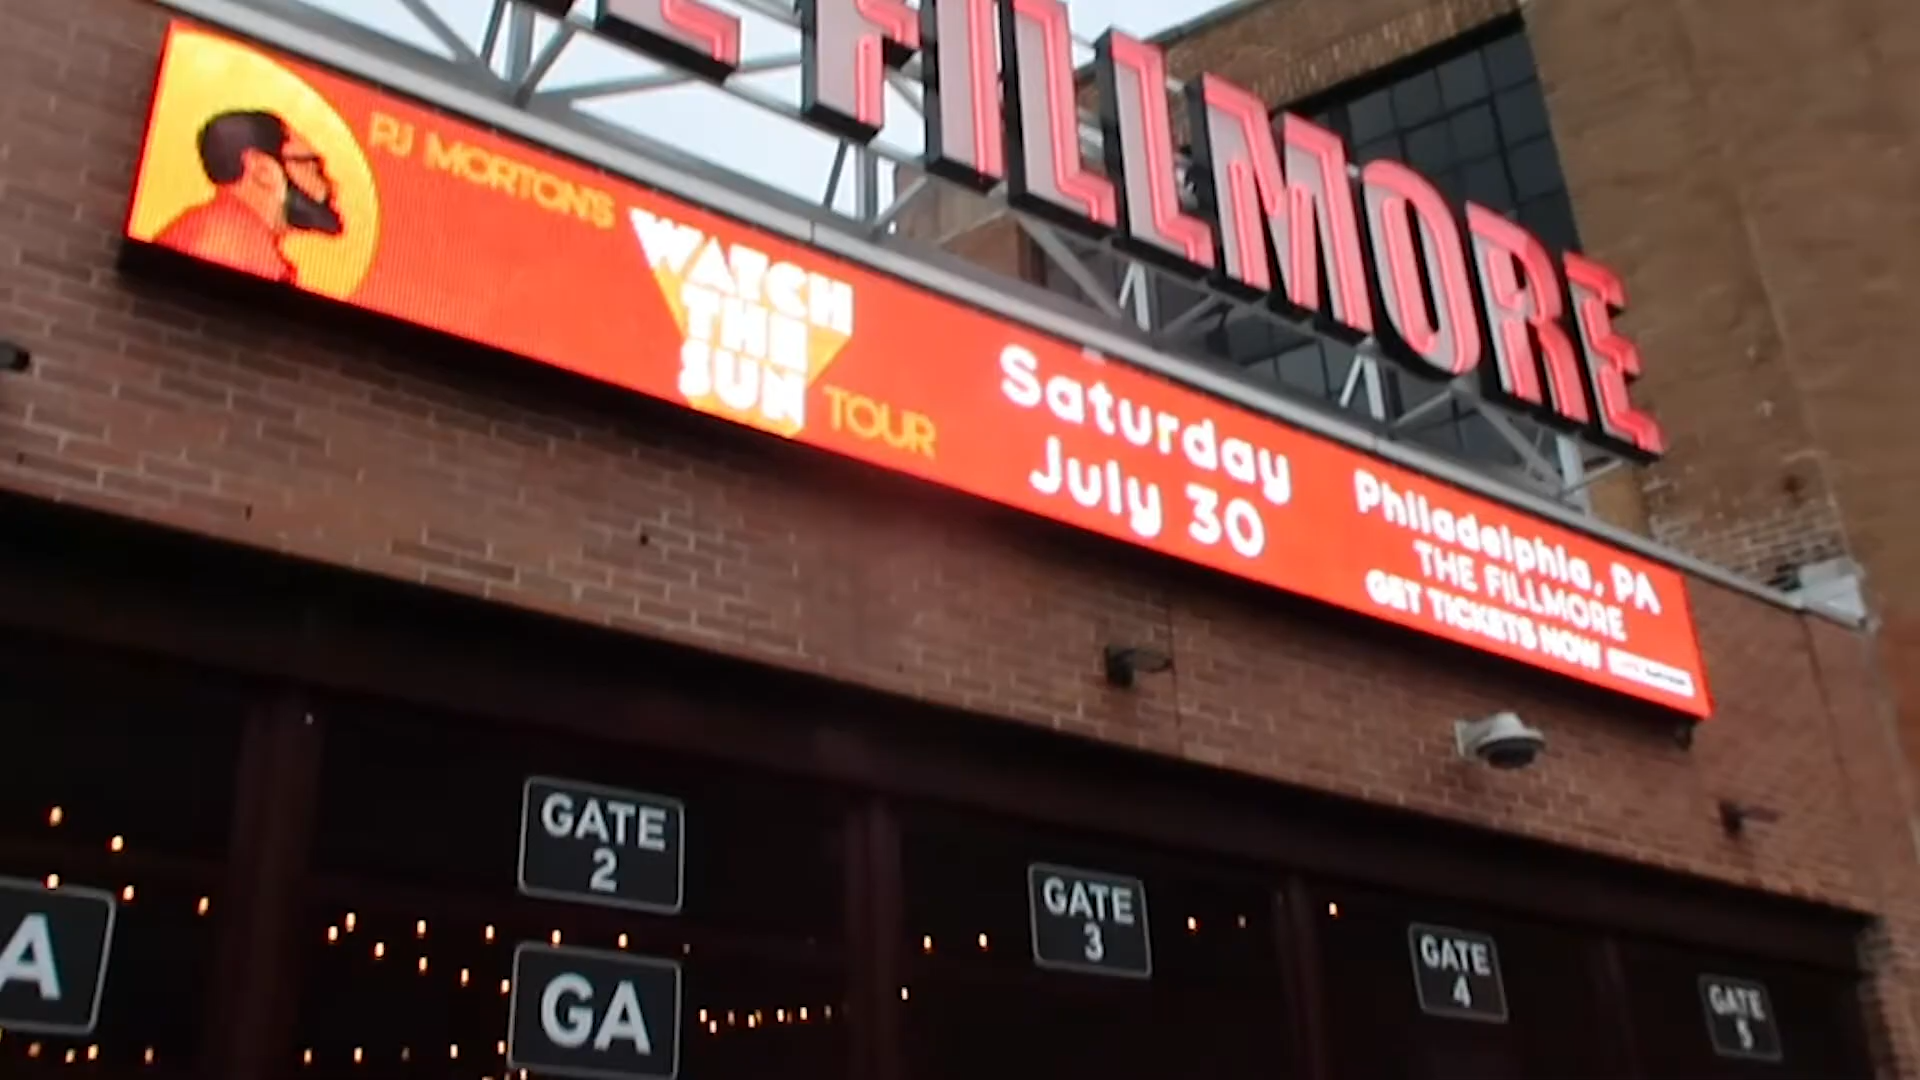 FILLMORE
PJ MORTON'S
WATCH
THE
SUN
TOUR
Saturday
July 30
Philadelphia, PA
THE FILLMORE
GET TICKETS NOW
GATE
2
GATE
3
GATE
4
GATE
5
A
GA